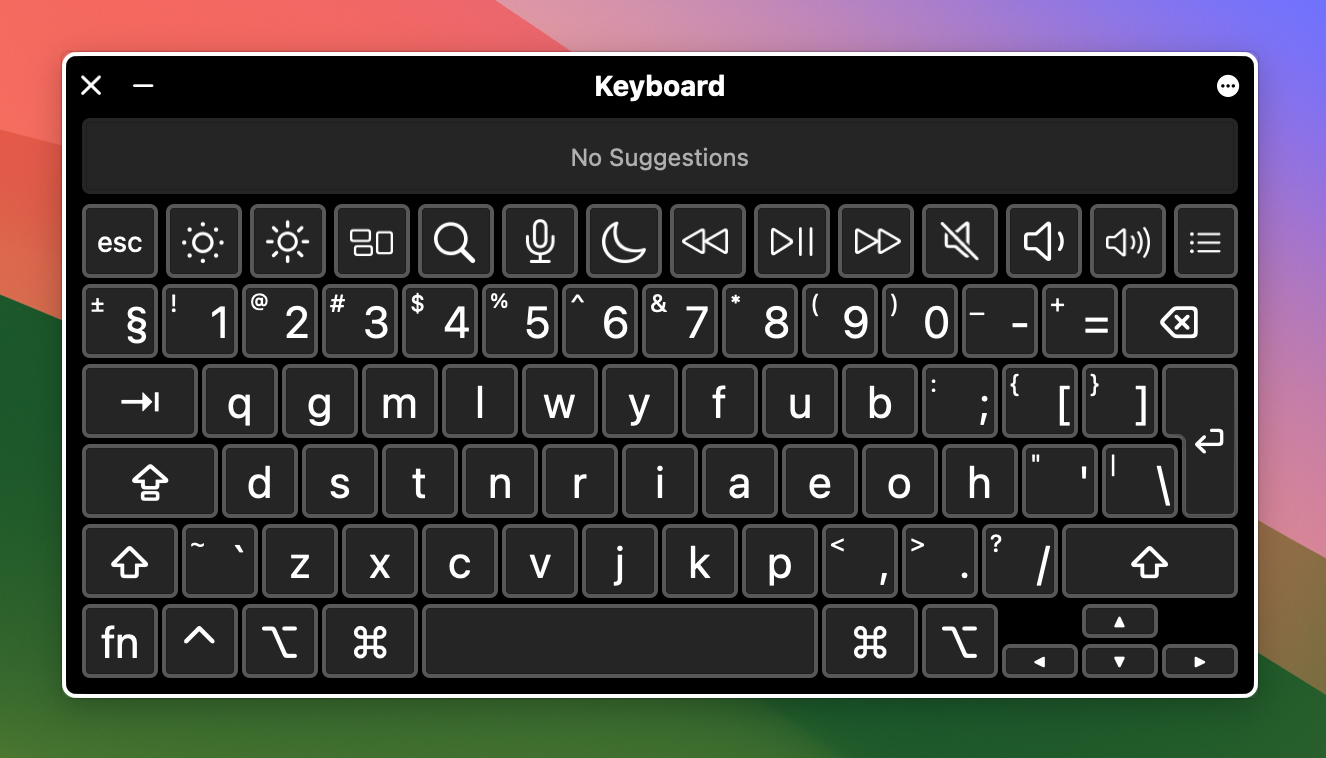 Keyboard
No Suggestions
esc
± § ! 1 @ 2 # 3 $ 4 % 5 ^ 6 & 7 * 8 ( 9 ) 0 _ - + =
q g m l w y f u b : ; { [ } ]
d s t n r i a e o h " ' | \
~ ` z x c v j k p < , > . ? /
fn ^ ⌥ ⌘ ⌘ ⌥